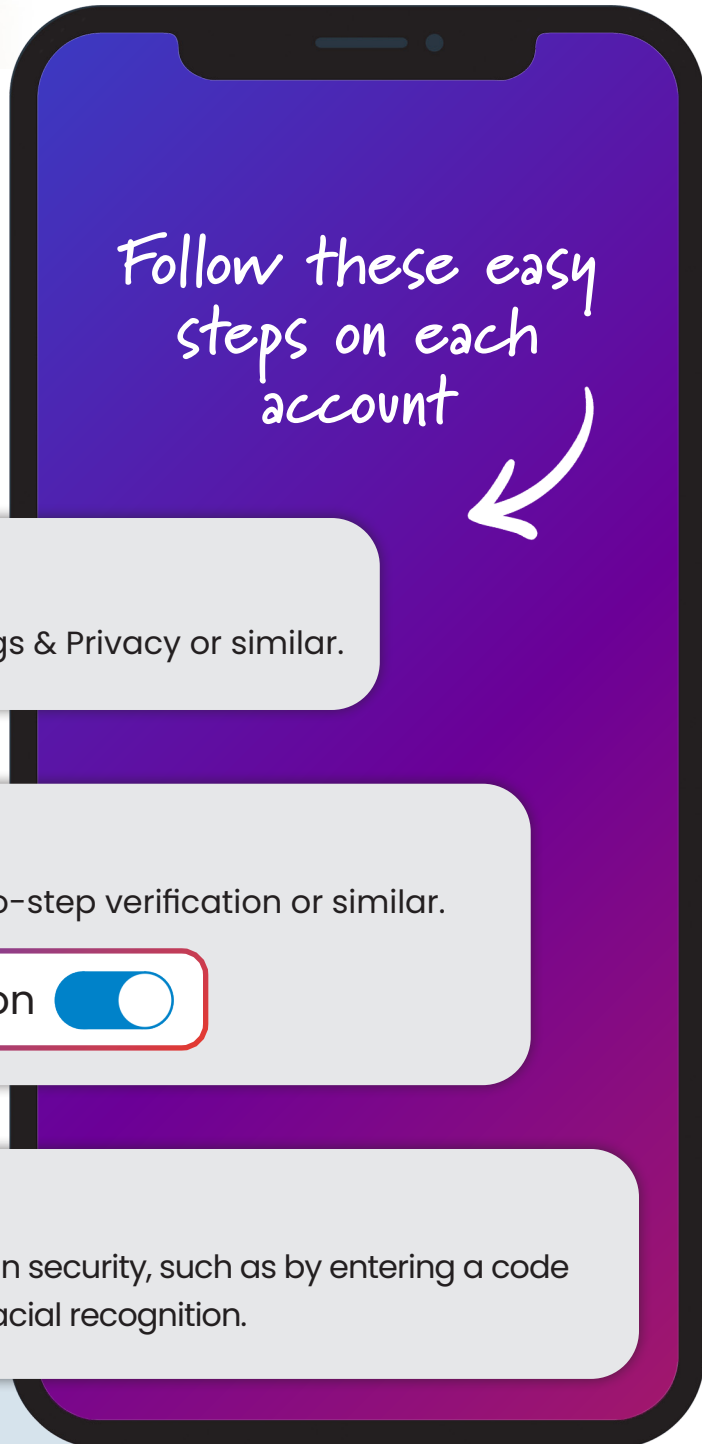 Follow these easy
steps on each
account
gs & Privacy or similar.
o-step verification or similar.
on
n security, such as by entering a code
acial recognition.